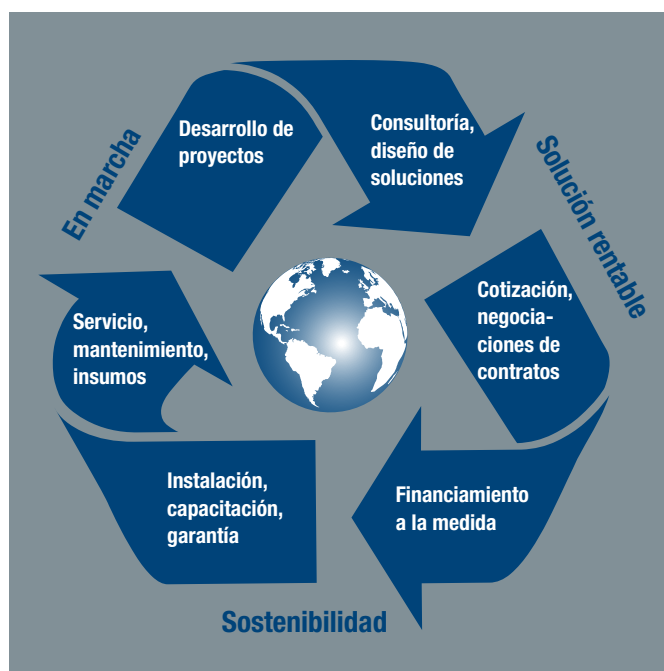 En marcha
Desarrollo de
proyectos
Consultoría,
diseño de
soluciones
Solución rentable
Cotización,
negocia-
ciones de
contratos
Financiamiento
a la medida
Sostenibilidad
Instalación,
capacitación,
garantía
Servicio,
mantenimiento,
insumos